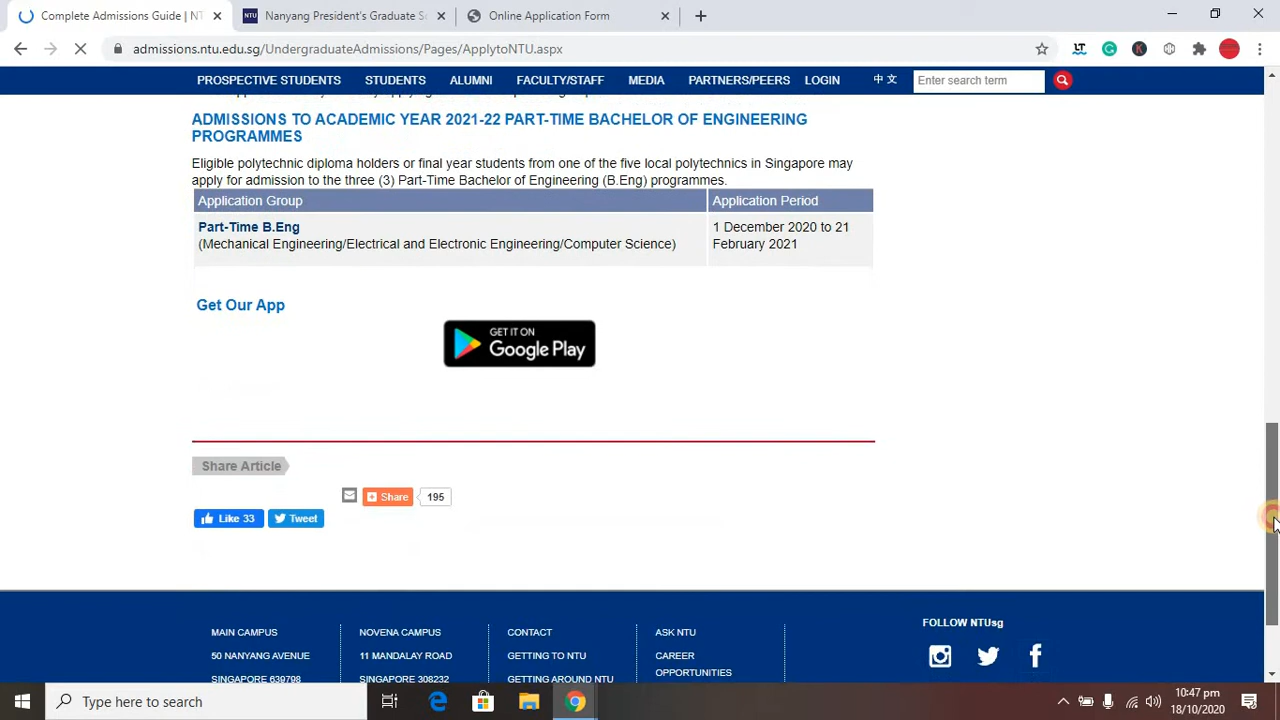 Complete Admissions Guide | NT
Nanyang President's Graduate Sc
Online Application Form
admissions.ntu.edu.sg/UndergraduateAdmissions/Pages/ApplytoNTU.aspx
PROSPECTIVE STUDENTS STUDENTS ALUMNI FACULTY/STAFF MEDIA PARTNERS/PEERS LOGIN 中文 Enter search term
ADMISSIONS TO ACADEMIC YEAR 2021-22 PART-TIME BACHELOR OF ENGINEERING
PROGRAMMES
Eligible polytechnic diploma holders or final year students from one of the five local polytechnics in Singapore may
apply for admission to the three (3) Part-Time Bachelor of Engineering (B.Eng) programmes.
Application Group Application Period
Part-Time B.Eng 1 December 2020 to 21
(Mechanical Engineering/Electrical and Electronic Engineering/Computer Science) February 2021
Get Our App
GET IT ON
Google Play
Share Article
Share 195
Like 33 Tweet
FOLLOW NTUsg
MAIN CAMPUS NOVENA CAMPUS CONTACT ASK NTU
50 NANYANG AVENUE 11 MANDALAY ROAD GETTING TO NTU CAREER
OPPORTUNITIES
SINGAPORE 639798 SINGAPORE 308232 GETTING AROUND NTU
Type here to search
10:47 pm
18/10/2020